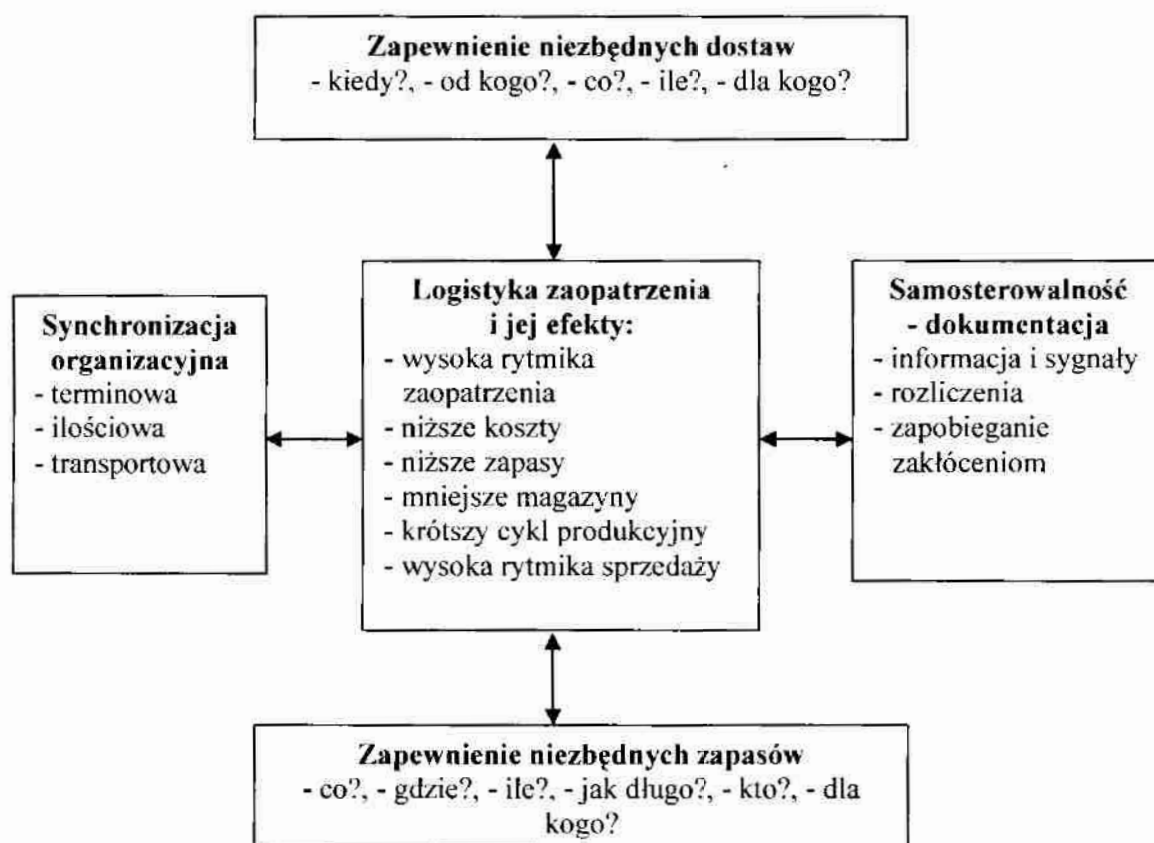 Zapewnienie niezbędnych dostaw
- kiedy?, - od kogo?, - co?, - ile?, - dla kogo?
Synchronizacja
organizacyjna
- terminowa
- ilościowa
- transportowa
Logistyka zaopatrzenia
i jej efekty:
- wysoka rytmika
zaopatrzenia
- niższe koszty
- niższe zapasy
- mniejsze magazyny
- krótszy cykl produkcyjny
- wysoka rytmika sprzedaży
Samosterowalność
- dokumentacja
- informacja i sygnały
- rozliczenia
- zapobieganie
zakłóceniom
Zapewnienie niezbędnych zapasów
- co?, - gdzie?, - ile?, - jak długo?, - kto?, - dla
kogo?